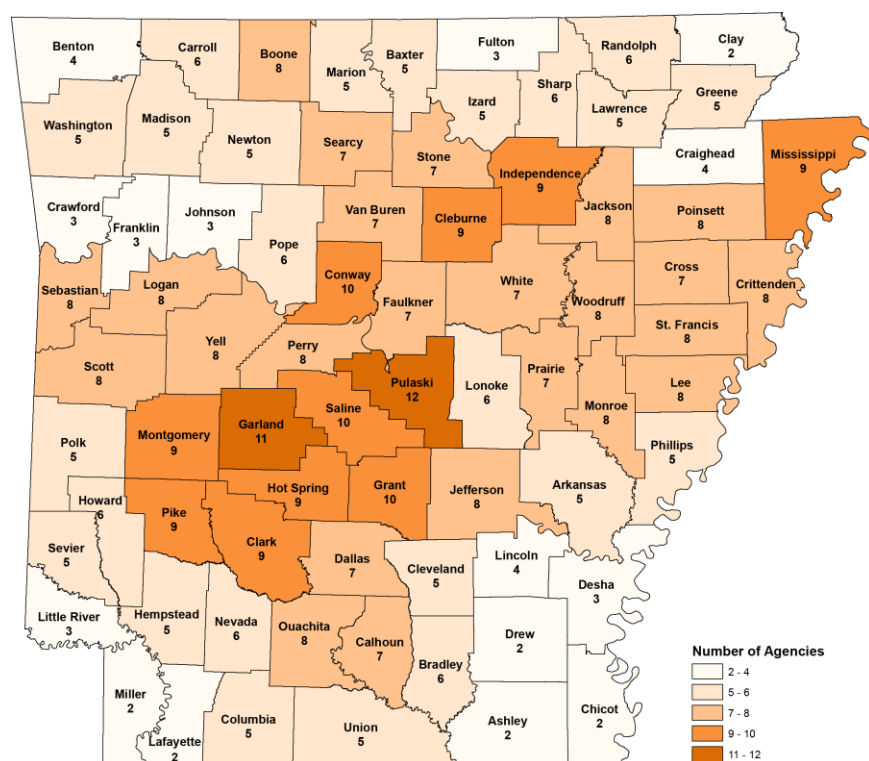 Benton
4
Carroll
6
Boone
8
Marion
5
Baxter
5
Fulton
3
Sharp
6
Randolph
6
Clay
2
Izard
5
Lawrence
5
Greene
5
Washington
5
Madison
5
Newton
5
Searcy
7
Stone
7
Independence
9
Craighead
4
Mississippi
9
Crawford
3
Franklin
3
Johnson
3
Pope
6
Van Buren
7
Cleburne
9
Jackson
8
Poinsett
8
Sebastian
8
Logan
8
Conway
10
Faulkner
7
White
7
Woodruff
8
Cross
7
Crittenden
8
St. Francis
8
Scott
8
Yell
8
Perry
8
Pulaski
12
Lonoke
6
Prairie
7
Monroe
8
Lee
8
Polk
5
Montgomery
9
Garland
11
Saline
10
Phillips
5
Howard
6
Pike
9
Hot Spring
9
Grant
10
Jefferson
8
Arkansas
5
Sevier
5
Clark
9
Dallas
7
Cleveland
5
Lincoln
4
Desha
3
Little River
3
Hempstead
5
Nevada
6
Ouachita
8
Calhoun
7
Bradley
6
Drew
2
Miller
2
Lafayette
2
Columbia
5
Union
5
Ashley
2
Chicot
2
Number of Agencies
2 - 4
5 - 6
7 - 8
9 - 10
11 - 12